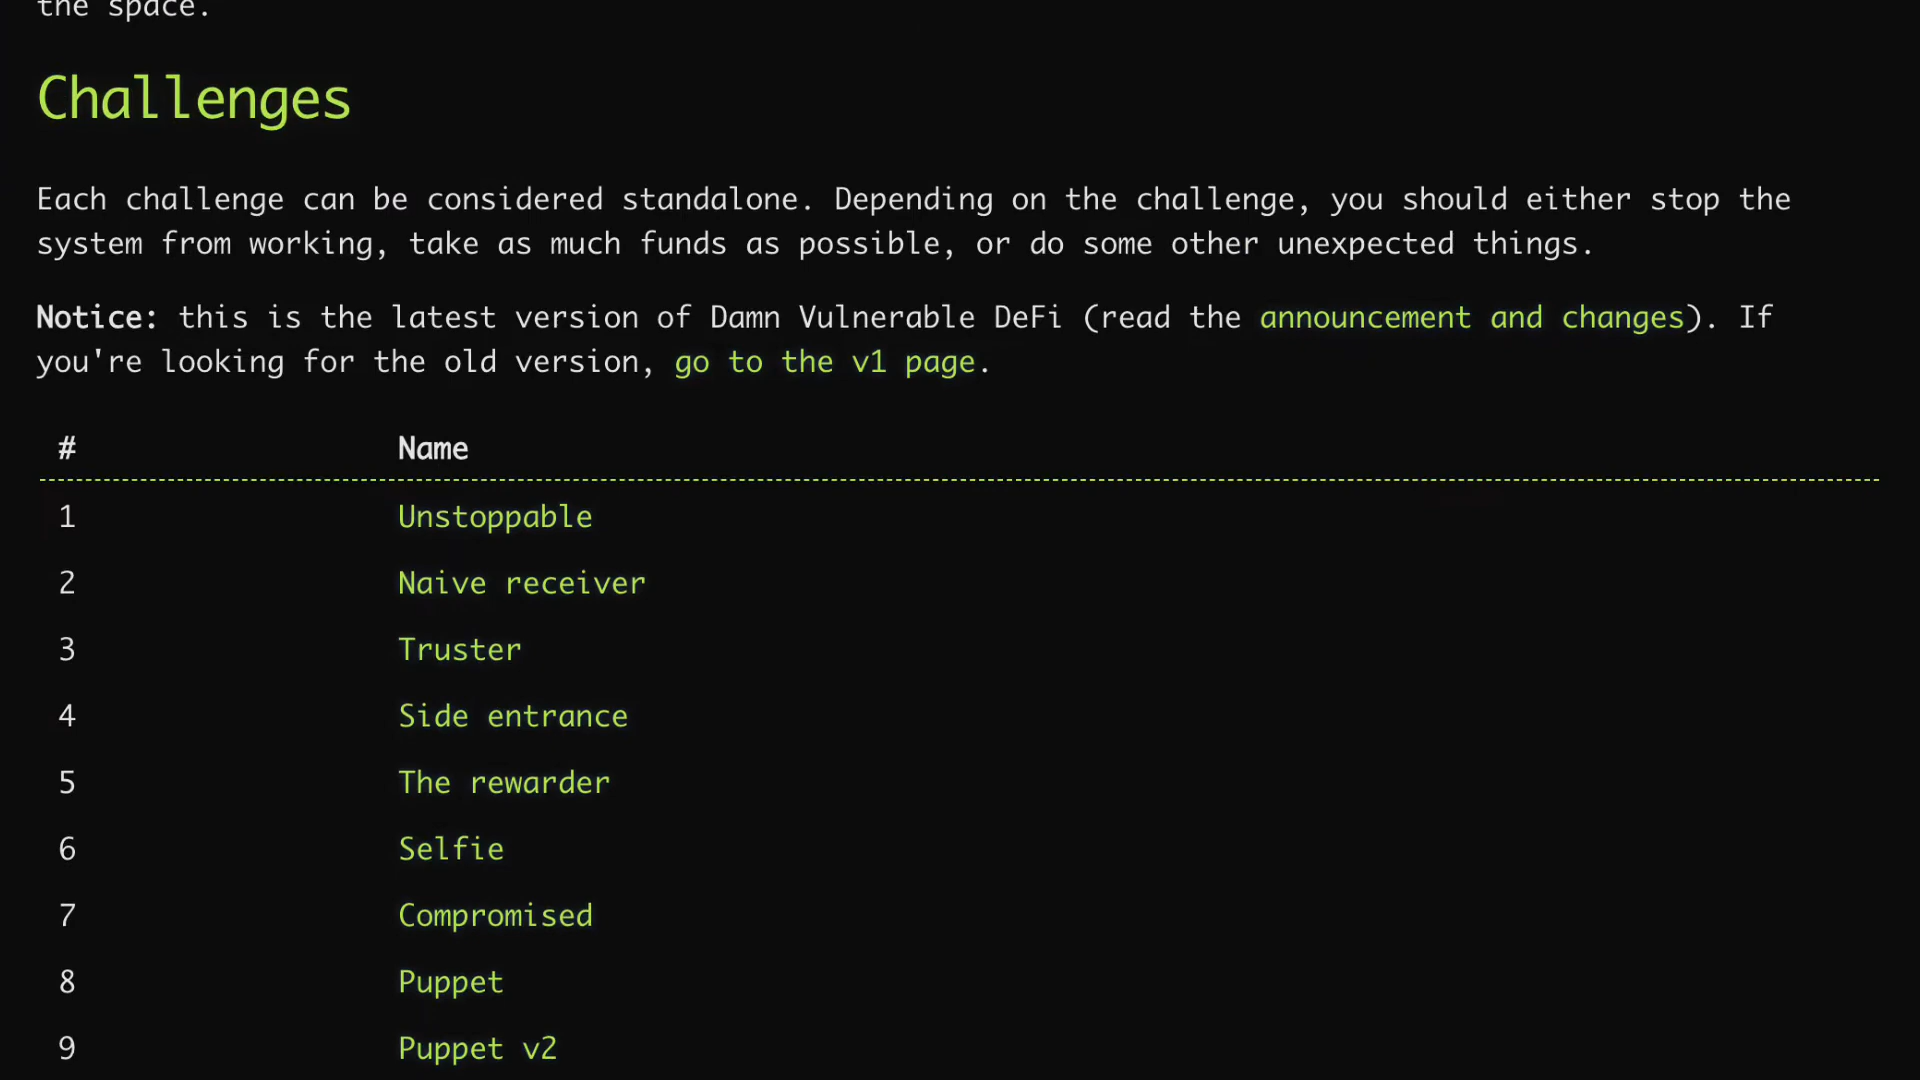 the space.
Challenges
Each challenge can be considered standalone. Depending on the challenge, you should either stop the
system from working, take as much funds as possible, or do some other unexpected things.
Notice: this is the latest version of Damn Vulnerable DeFi (read the announcement and changes). If
you're looking for the old version, go to the v1 page.
# Name
1 Unstoppable
2 Naive receiver
3 Truster
4 Side entrance
5 The rewarder
6 Selfie
7 Compromised
8 Puppet
9 Puppet v2